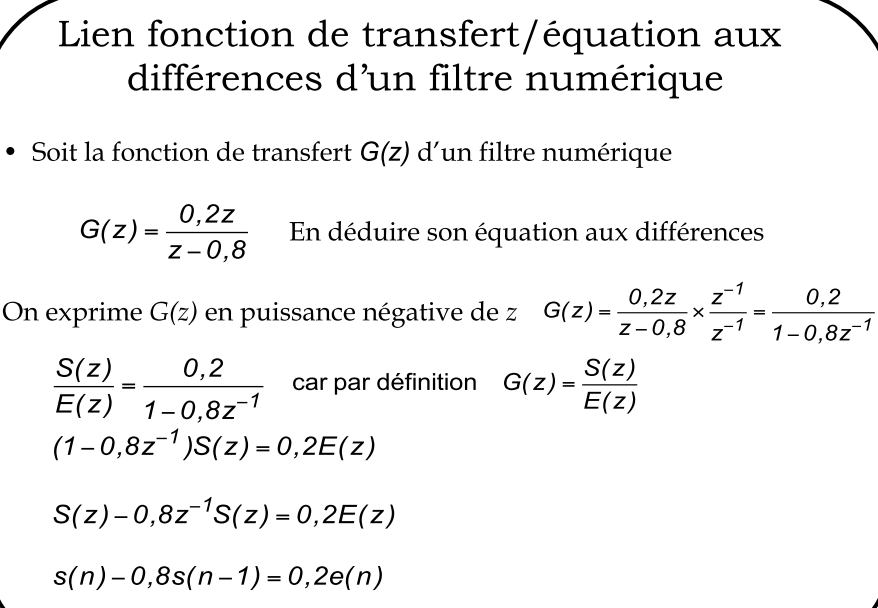 Lien fonction de transfert/équation aux
différences d'un filtre numérique
• Soit la fonction de transfert G(z) d'un filtre numérique
G(z) = 0,2z / z – 0,8 En déduire son équation aux différences
On exprime G(z) en puissance négative de z G(z) = 0,2z / z – 0,8 × z⁻¹ / z⁻¹ = 0,2 / 1 – 0,8z⁻¹
S(z) / E(z) = 0,2 / 1 – 0,8z⁻¹ car par définition G(z) = S(z) / E(z)
(1 – 0,8z⁻¹)S(z) = 0,2E(z)
S(z) – 0,8z⁻¹S(z) = 0,2E(z)
s(n) – 0,8s(n – 1) = 0,2e(n)